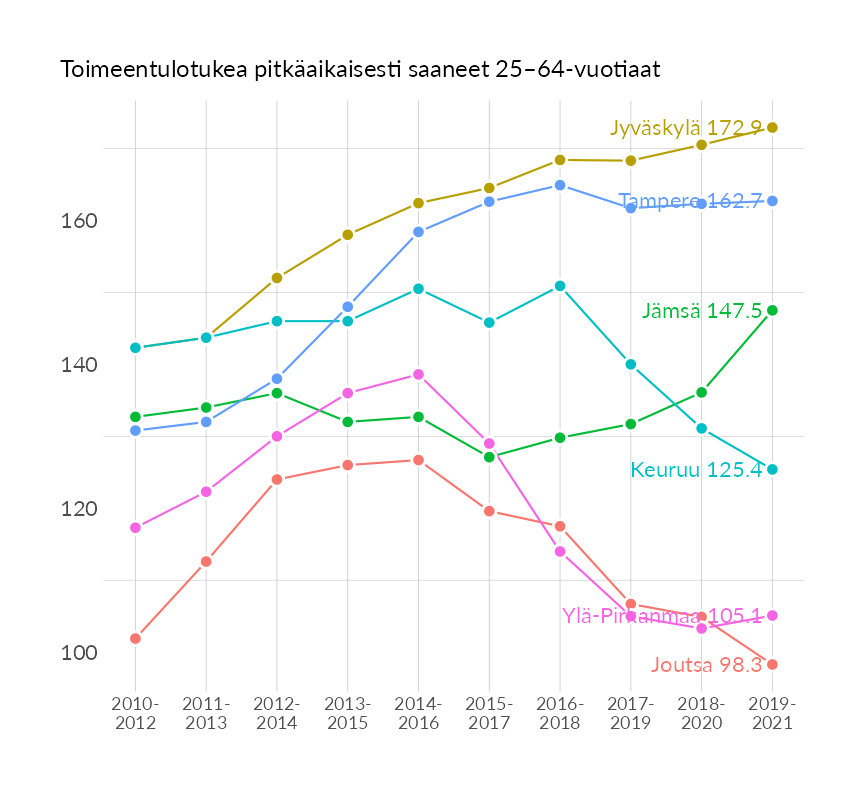 Toimeentulotukea pitkäaikaisesti saaneet 25–64-vuotiaat
Jyväskylä 172.9
Tampere 162.7
160
Jämsä 147.5
140
Keuruu 125.4
120
Ylä-Pirkanmaa 105.1
100
Joutsa 98.3
2010- 2011- 2012- 2013- 2014- 2015- 2016- 2017- 2018- 2019-
2012 2013 2014 2015 2016 2017 2018 2019 2020 2021